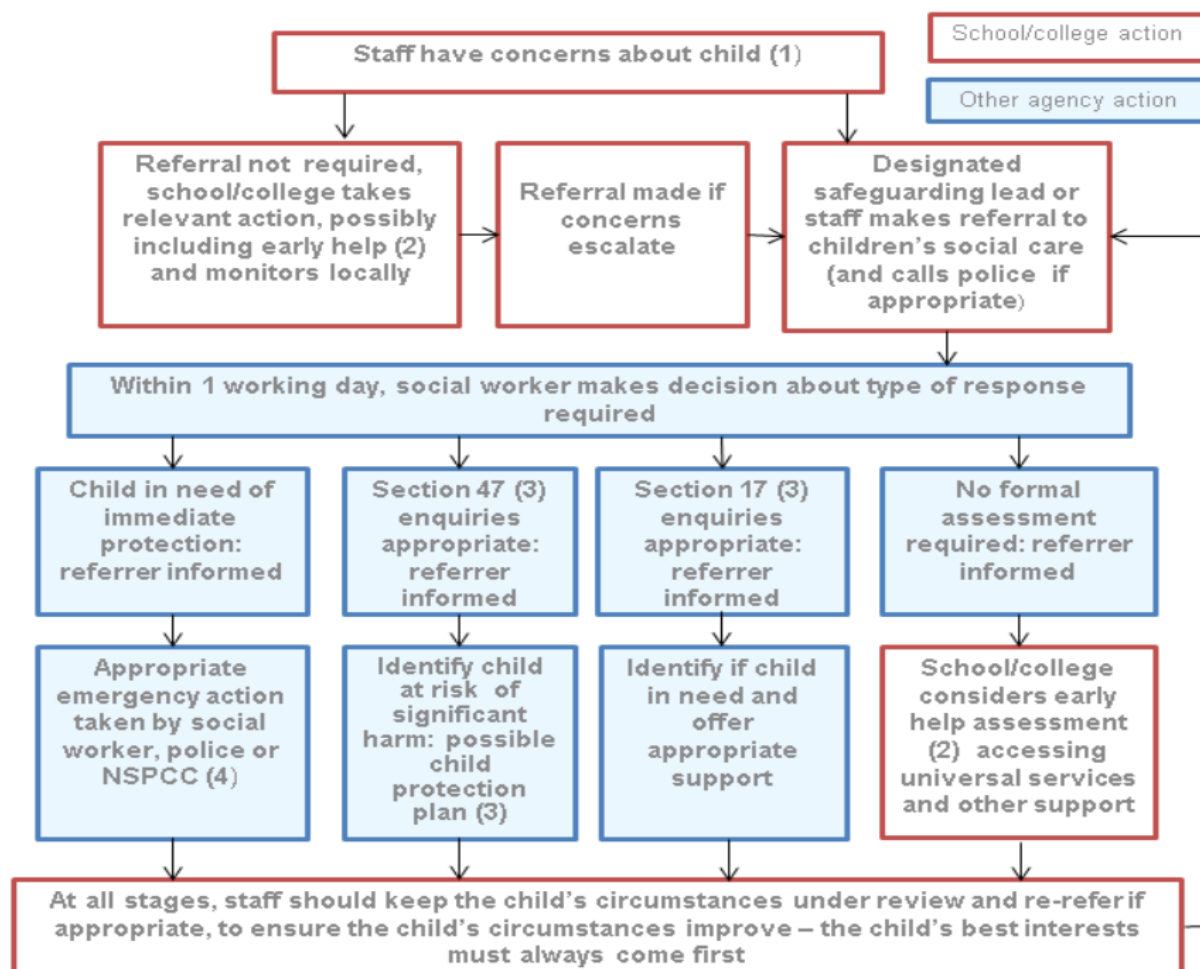 School/college action
Staff have concerns about child (1)
Other agency action
Referral not required,
school/college takes
relevant action, possibly
including early help (2)
and monitors locally
Referral made if
concerns
escalate
Designated
safeguarding lead or
staff makes referral to
children's social care
(and calls police if
appropriate)
Within 1 working day, social worker makes decision about type of response
required
Child in need of
immediate
protection:
referrer informed
Section 47 (3)
enquiries
appropriate:
referrer
informed
Section 17 (3)
enquiries
appropriate:
referrer
informed
No formal
assessment
required: referrer
informed
Appropriate
emergency action
taken by social
worker, police or
NSPCC (4)
Identify child
at risk of
significant
harm: possible
child
protection
plan (3)
Identify if child
in need and
offer
appropriate
support
School/college
considers early
help assessment
(2) accessing
universal services
and other support
At all stages, staff should keep the child's circumstances under review and re-refer if
appropriate, to ensure the child's circumstances improve – the child's best interests
must always come first